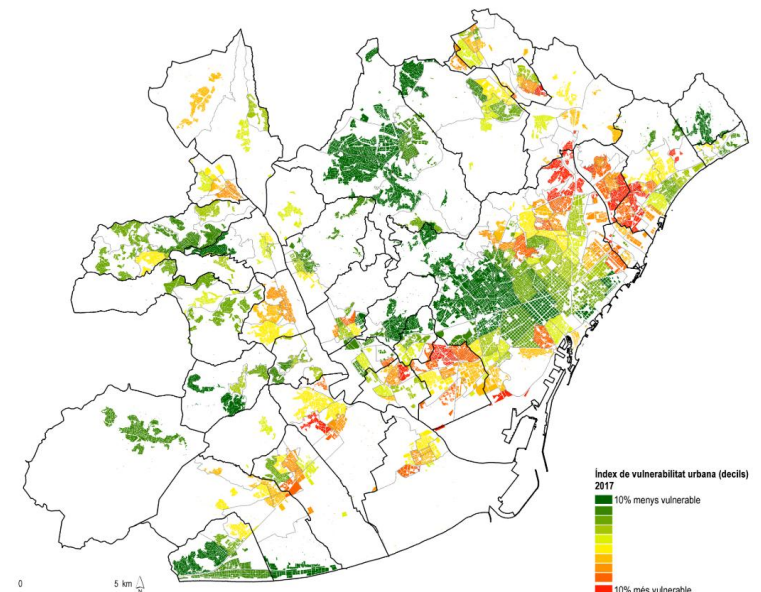 Índex de vulnerabilitat urbana (decils)
2017
10% menys vulnerable
10% més vulnerable
0 5 km
N